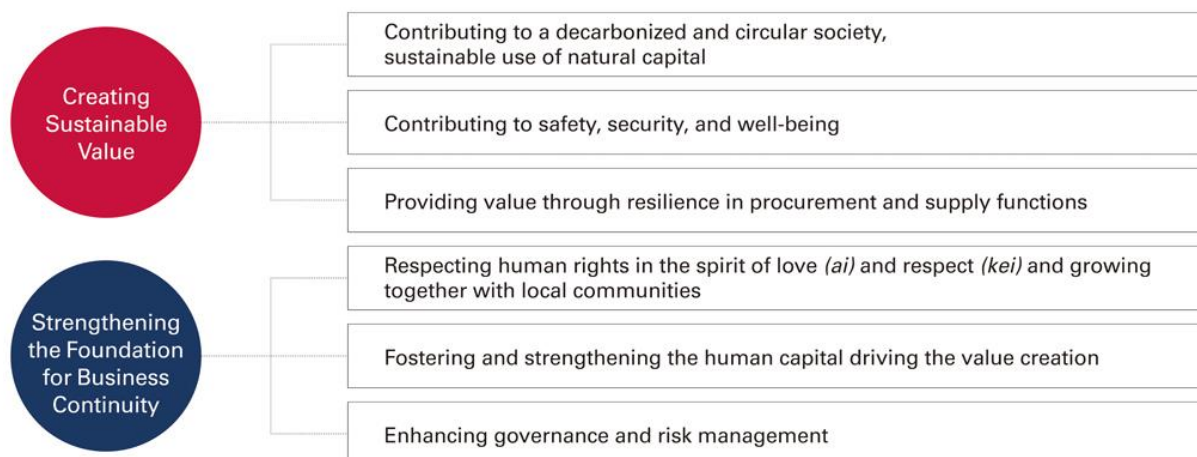 Creating
Sustainable
Value
Contributing to a decarbonized and circular society,
sustainable use of natural capital
Contributing to safety, security, and well-being
Providing value through resilience in procurement and supply functions
Strengthening
the Foundation
for Business
Continuity
Respecting human rights in the spirit of love (ai) and respect (kei) and growing
together with local communities
Fostering and strengthening the human capital driving the value creation
Enhancing governance and risk management